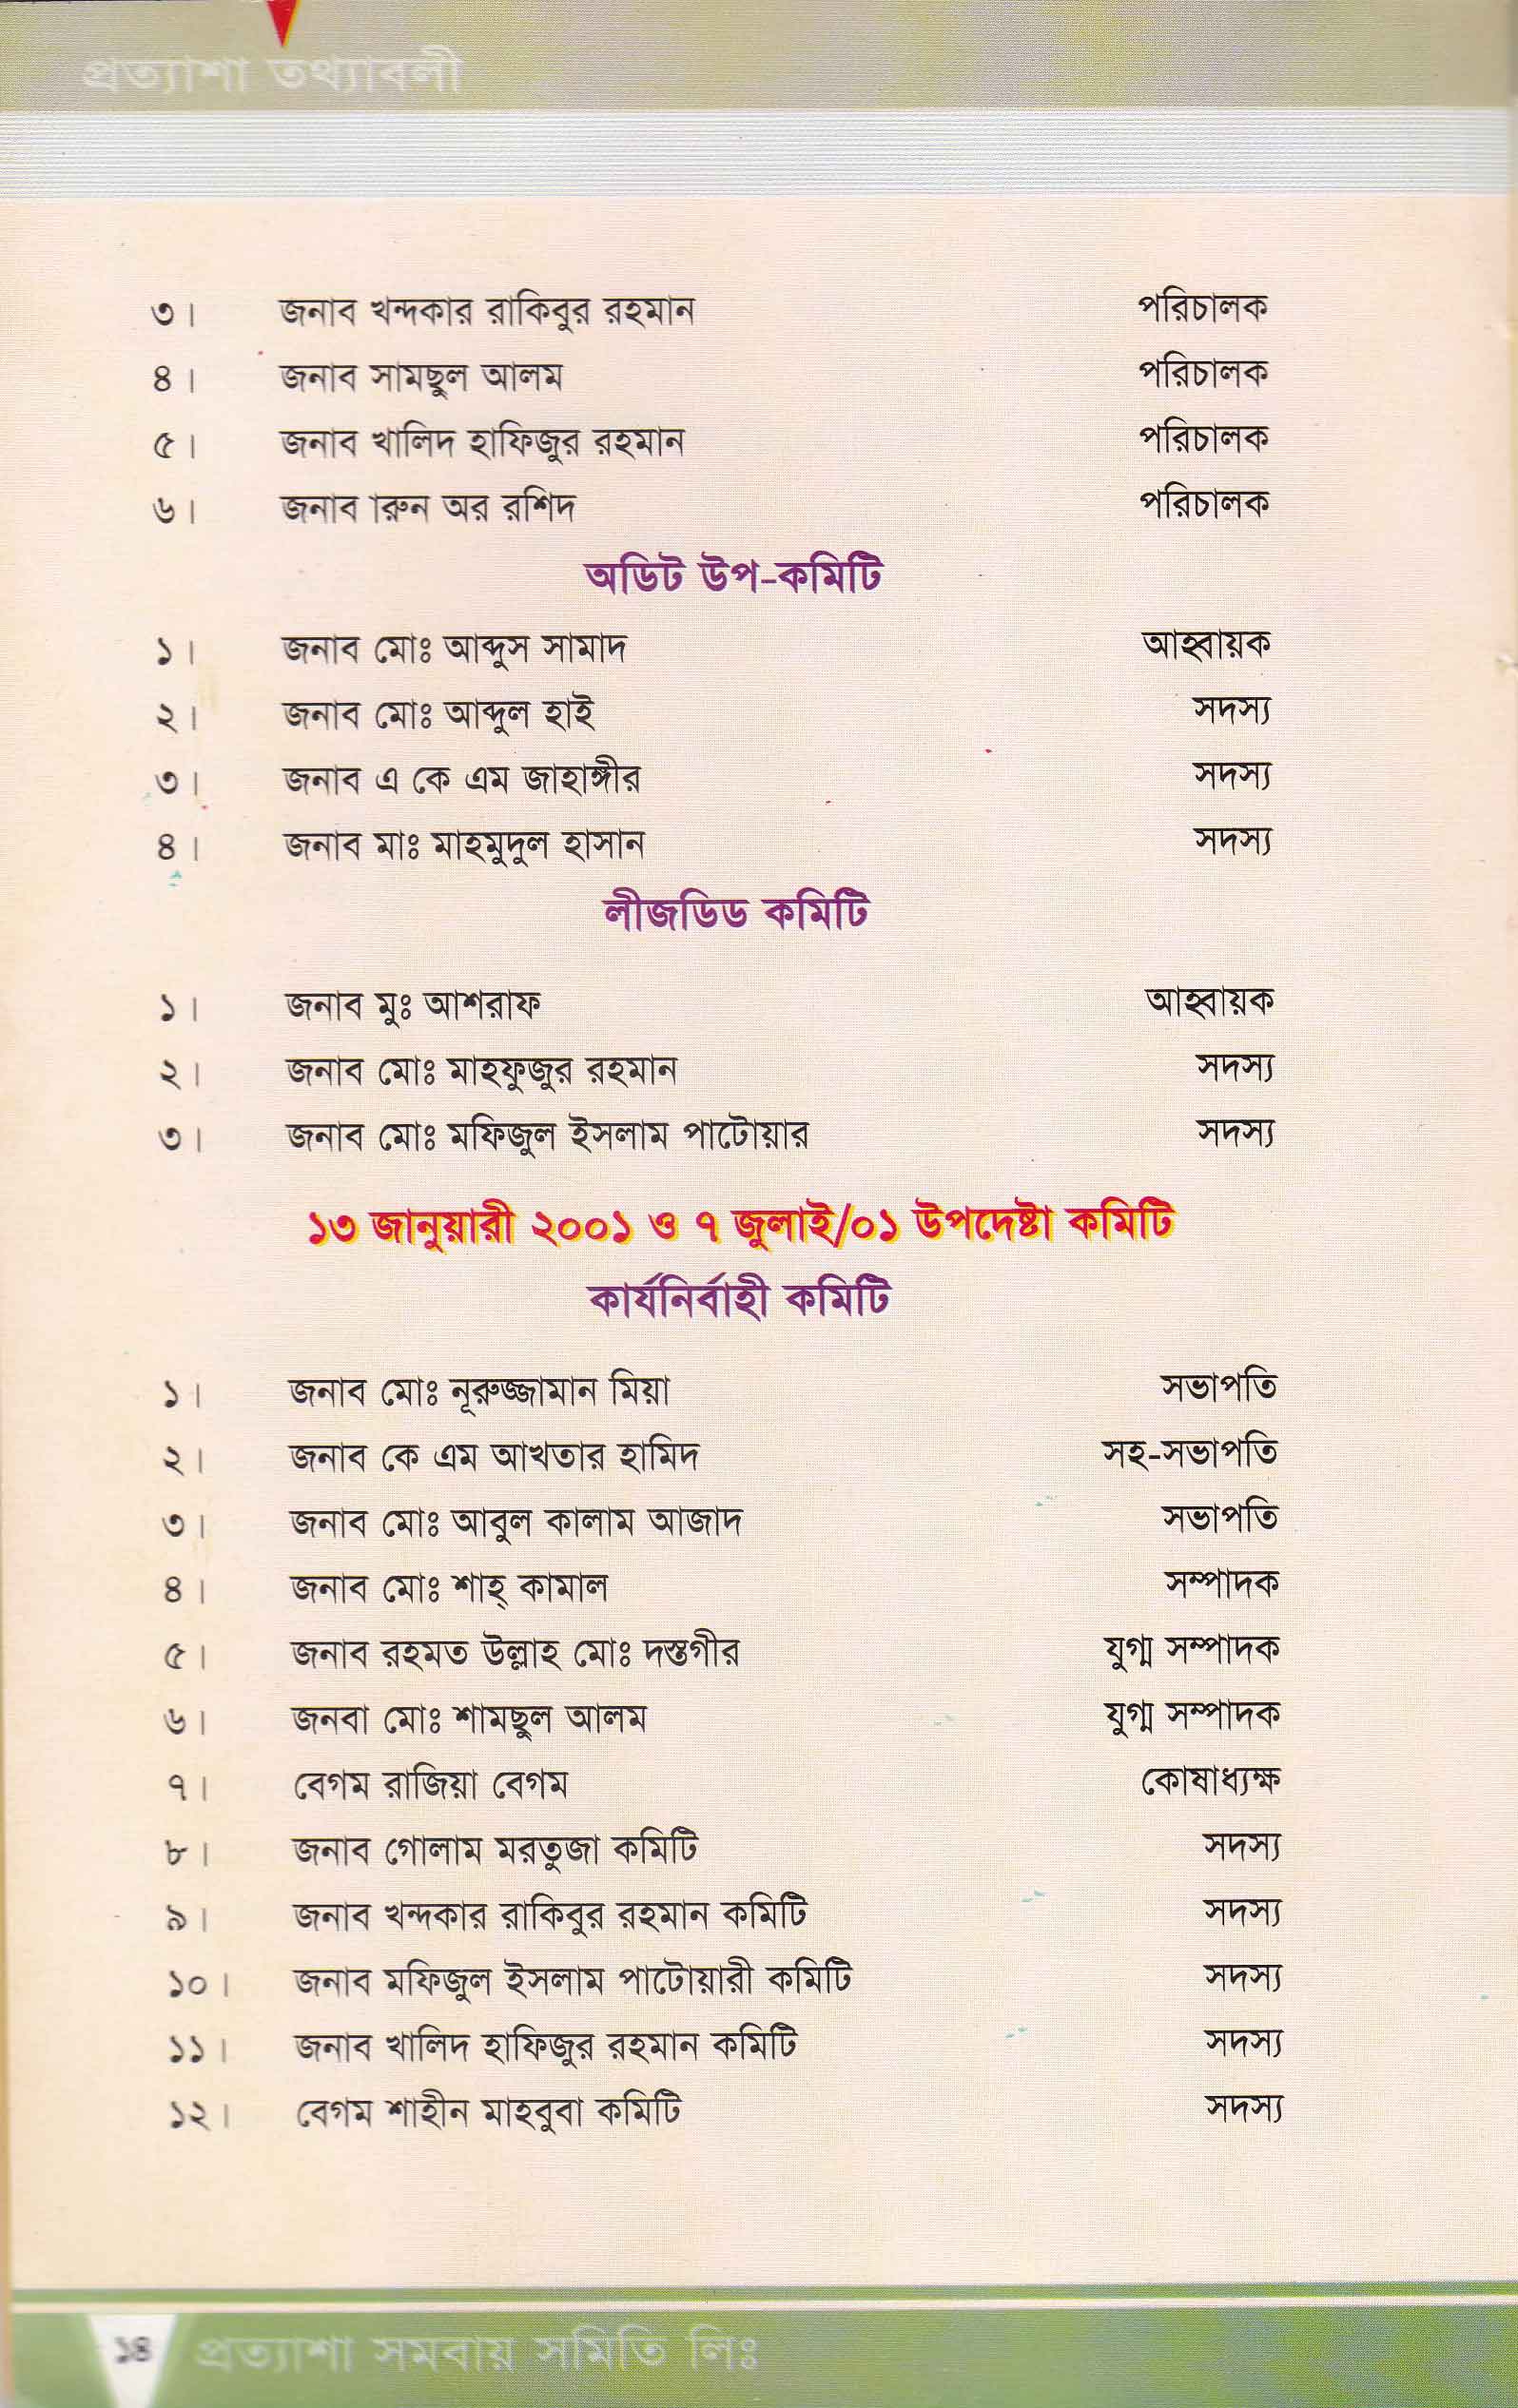 প্রত্যাশা তথ্যাবলী
৩। জনাব খন্দকার রাকিবুর রহমান পরিচালক
৪। জনাব সামছুল আলম পরিচালক
৫। জনাব খালিদ হাফিজুর রহমান পরিচালক
৬। জনাব ারুন অর রশিদ পরিচালক
অডিট উপ-কমিটি
১। জনাব মোঃ আব্দুস সামাদ আহ্বায়ক
২। জনাব মোঃ আব্দুল হাই সদস্য
৩। জনাব এ কে এম জাহাঙ্গীর সদস্য
৪। জনাব মাঃ মাহমুদুল হাসান সদস্য
লীজডিড কমিটি
১। জনাব মুঃ আশরাফ আহ্বায়ক
২। জনাব মোঃ মাহফুজুর রহমান সদস্য
৩। জনাব মোঃ মফিজুল ইসলাম পাটোয়ার সদস্য
১৩ জানুয়ারী ২০০১ ও ৭ জুলাই/০১ উপদেষ্টা কমিটি
কার্যনির্বাহী কমিটি
১। জনাব মোঃ নূরুজ্জামান মিয়া সভাপতি
২। জনাব কে এম আখতার হামিদ সহ-সভাপতি
৩। জনাব মোঃ আবুল কালাম আজাদ সভাপতি
৪। জনাব মোঃ শাহ্ কামাল সম্পাদক
৫। জনাব রহমত উল্লাহ মোঃ দস্তগীর যুগ্ম সম্পাদক
৬। জনবা মোঃ শামছুল আলম যুগ্ম সম্পাদক
৭। বেগম রাজিয়া বেগম কোষাধ্যক্ষ
৮। জনাব গোলাম মরতুজা কমিটি সদস্য
৯। জনাব খন্দকার রাকিবুর রহমান কমিটি সদস্য
১০। জনাব মফিজুল ইসলাম পাটোয়ারী কমিটি সদস্য
১১। জনাব খালিদ হাফিজুর রহমান কমিটি সদস্য
১২। বেগম শাহীন মাহবুবা কমিটি সদস্য
১৪ প্রত্যাশা সমবায় সমিতি লিঃ